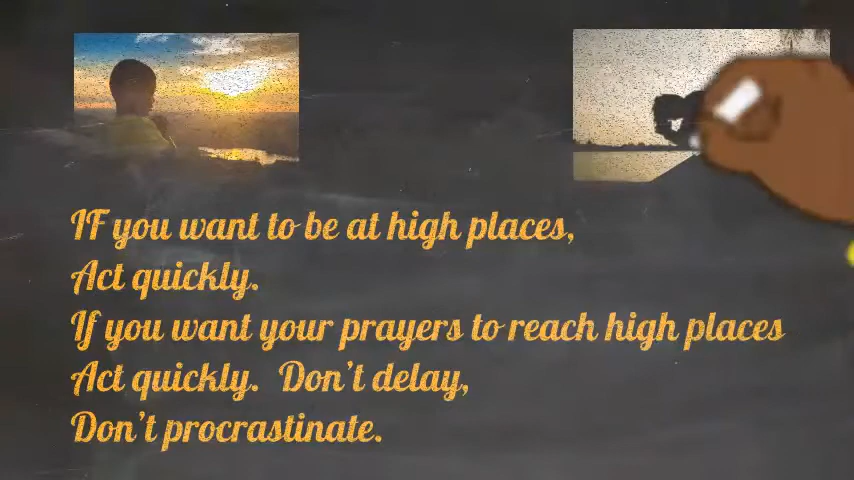 IF you want to be at high places,
Act quickly.
If you want your prayers to reach high places
Act quickly. Don't delay,
Don't procrastinate.